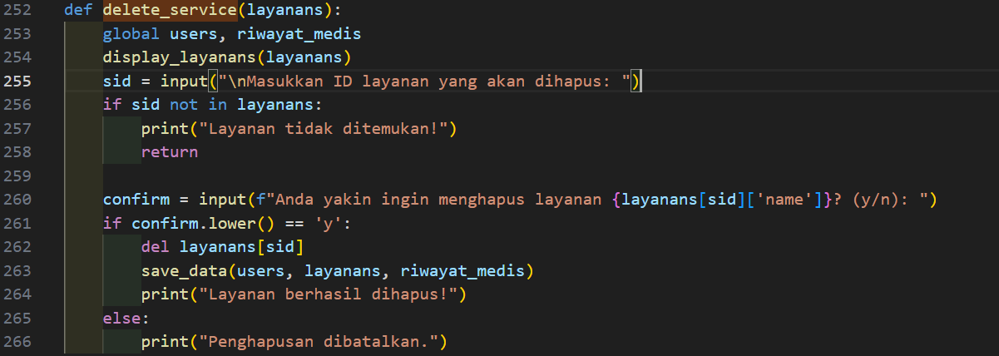 252 def delete_service(layanans):
253     global users, riwayat_medis
254     display_layanans(layanans)
255     sid = input("\nMasukkan ID layanan yang akan dihapus: ")
256     if sid not in layanans:
257         print("Layanan tidak ditemukan!")
258         return
259
260     confirm = input(f"Anda yakin ingin menghapus layanan {layanans[sid]['name']}? (y/n): ")
261     if confirm.lower() == 'y':
262         del layanans[sid]
263         save_data(users, layanans, riwayat_medis)
264         print("Layanan berhasil dihapus!")
265     else:
266         print("Penghapusan dibatalkan.")